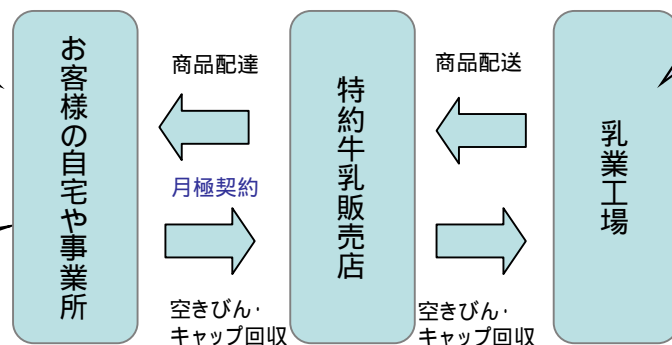 お客様の自宅や事業所
商品配達
月極契約
空きびん・
キャップ回収
特約牛乳販売店
商品配送
空きびん・
キャップ回収
乳業工場